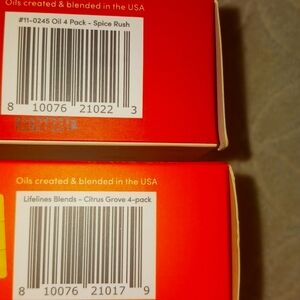 Oils created & blended in the USA
#11-0245 Oil 4 Pack - Spice Rush
8 10076 21022 3
Oils created & blended in the USA
Lifelines Blends - Citrus Grove 4-pack
8 10076 21017 9